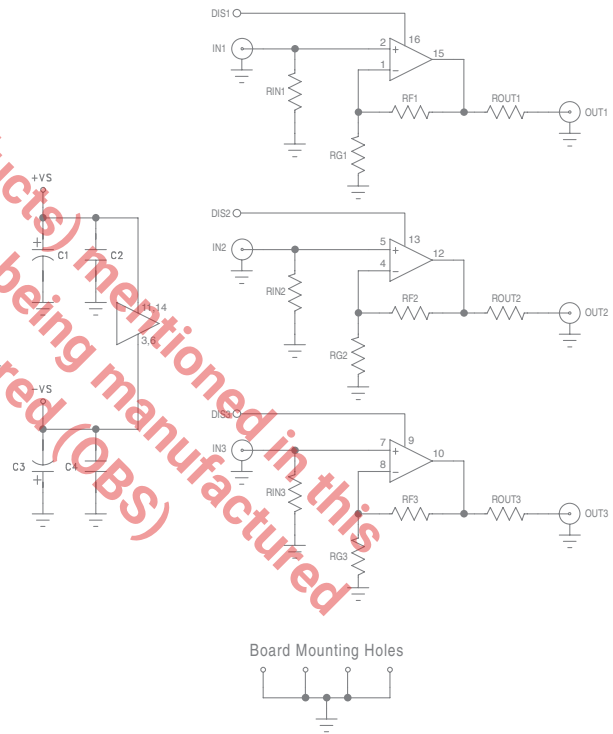 DIS1
16
IN1
2
+
15
1
−
RIN1
RF1
ROUT1
OUT1
RG1
DIS2
13
IN2
5
+
12
4
−
RIN2
RF2
ROUT2
OUT2
RG2
DIS3
9
IN3
7
+
10
8
−
RIN3
RF3
ROUT3
OUT3
RG3
+VS
+
C1
C2
11,14
3,6
-VS
C3
+
C4
ucts) mentioned in this
being manufactured
red (OBS)
Board Mounting Holes